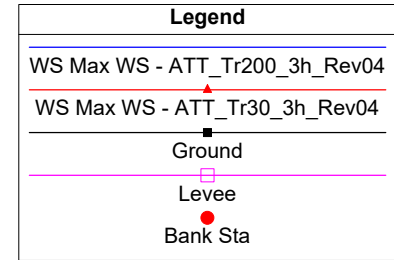 Legend
WS Max WS - ATT_Tr200_3h_Rev04
WS Max WS - ATT_Tr30_3h_Rev04
Ground
Levee
Bank Sta